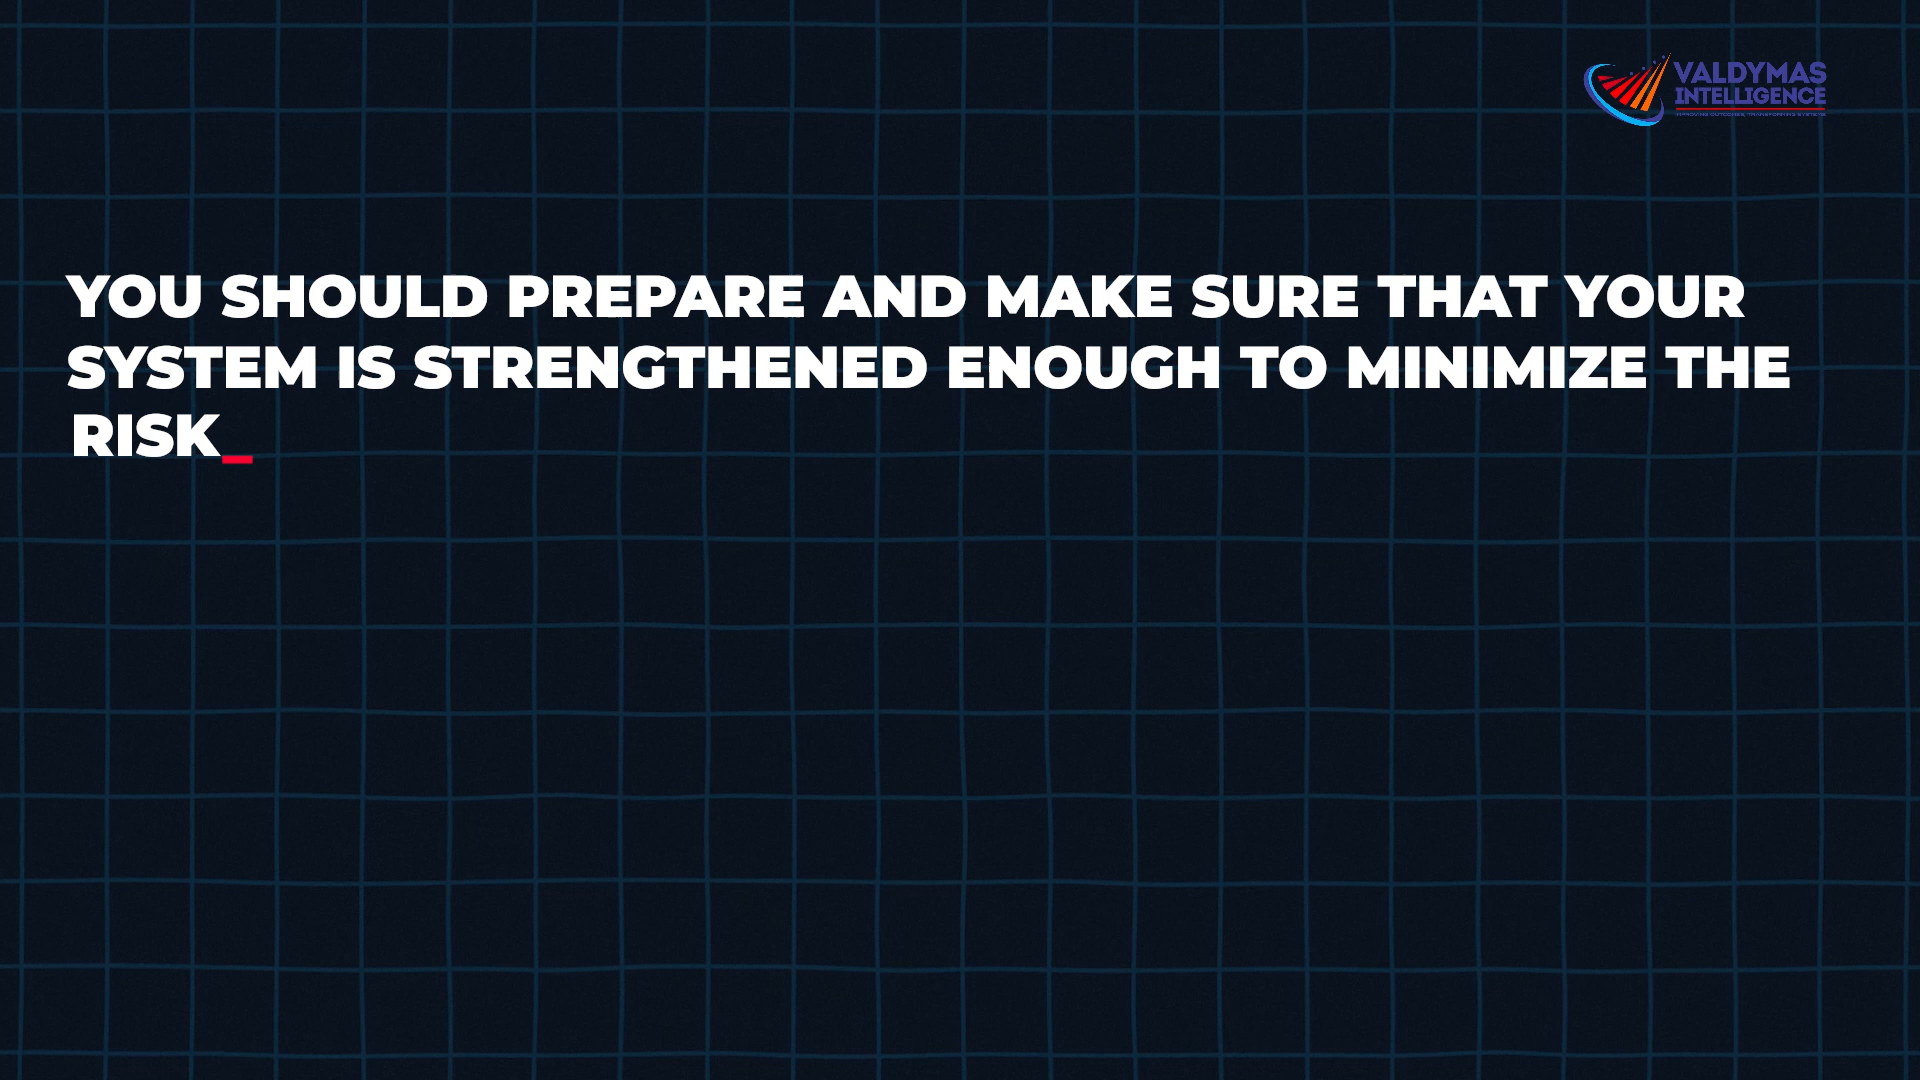 VALDYMAS
INTELLIGENCE
YOU SHOULD PREPARE AND MAKE SURE THAT YOUR
SYSTEM IS STRENGTHENED ENOUGH TO MINIMIZE THE
RISK_